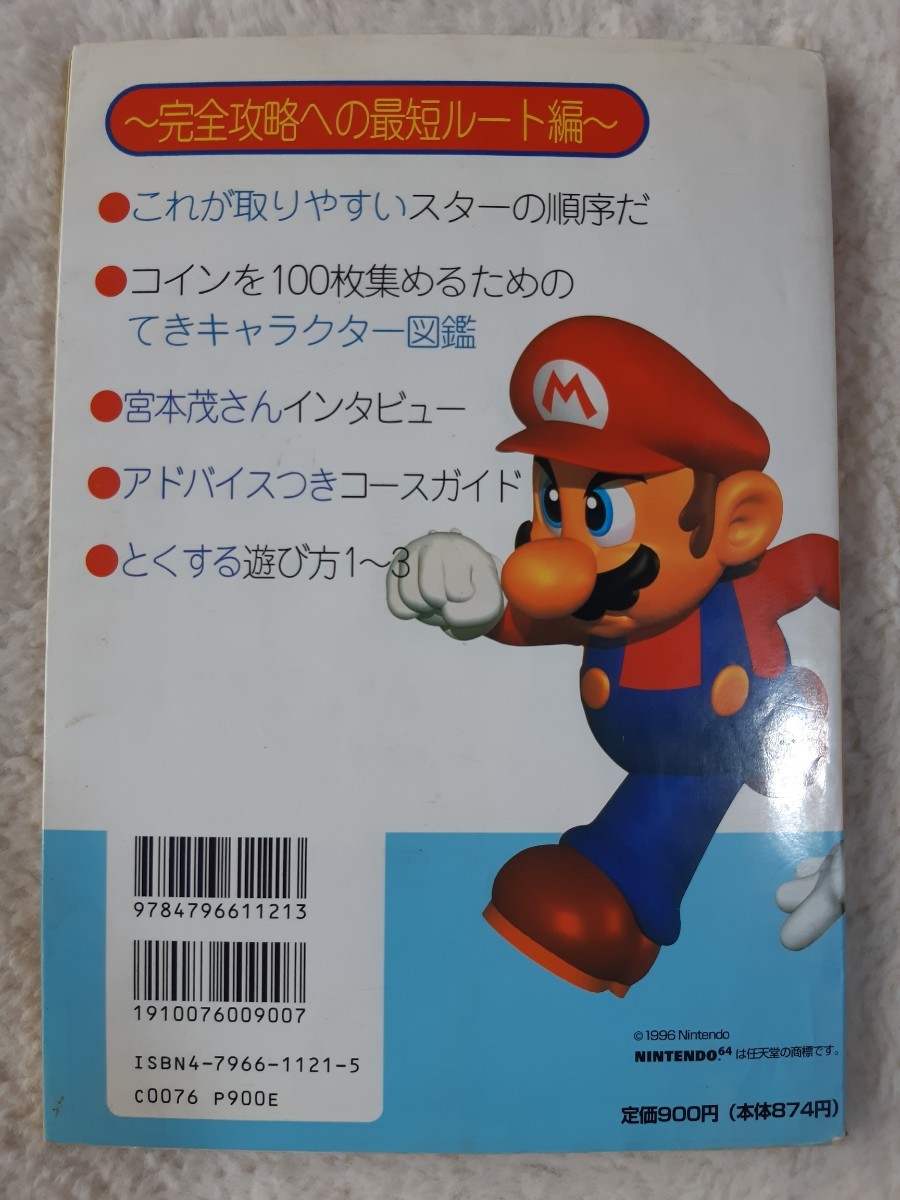 ～完全攻略への最短ルート編～
●これが取りやすいスターの順序だ
●コインを100枚集めるための
てきキャラクター図鑑
●宮本茂さんインタビュー
●アドバイスつきコースガイド
●とくする遊び方1～3
M
9784796611213
1910076009007
ISBN4-7966-1121-5
C0076 P900E
©1996 Nintendo
NINTENDO64は任天堂の商標です。
定価900円（本体874円）